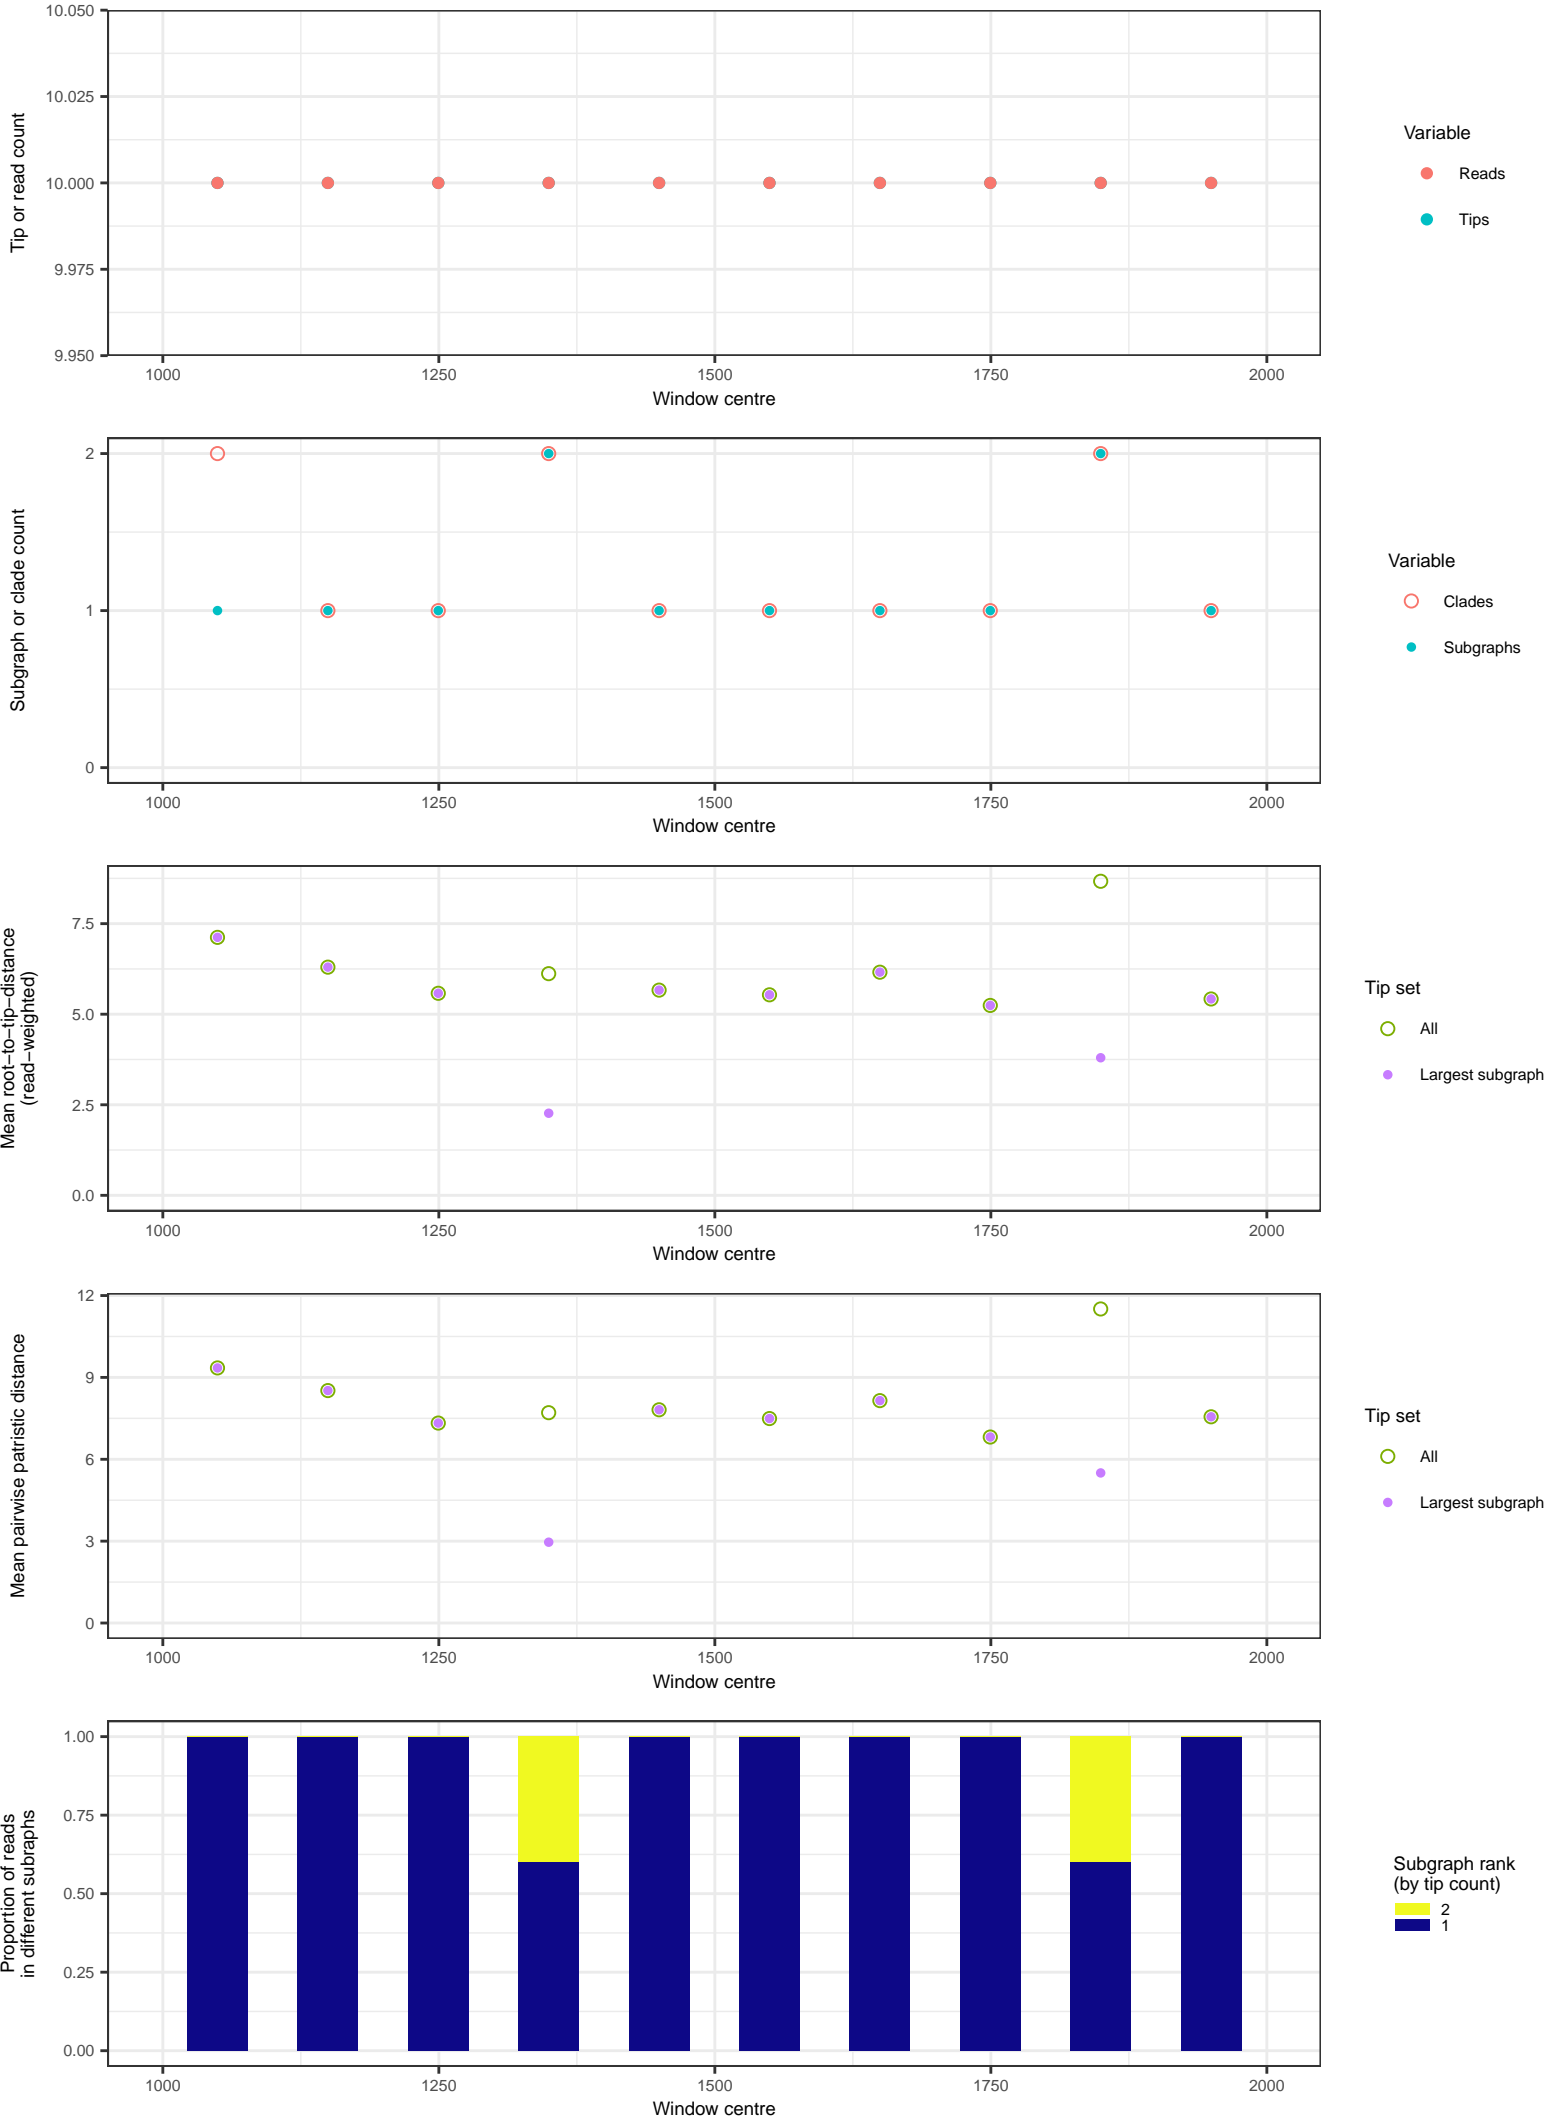 10.050
10.025
10.000
9.975
9.950
Tip or read count
1000 1250 1500 1750 2000
Window centre
Variable
Reads
Tips
2
1
0
Subgraph or clade count
1000 1250 1500 1750 2000
Window centre
Variable
Clades
Subgraphs
7.5
5.0
2.5
0.0
Mean root−to−tip−distance
(read−weighted)
1000 1250 1500 1750 2000
Window centre
Tip set
All
Largest subgraph
12
9
6
3
0
Mean pairwise patristic distance
1000 1250 1500 1750 2000
Window centre
Tip set
All
Largest subgraph
1.00
0.75
0.50
0.25
0.00
Proportion of reads
in different subraphs
1000 1250 1500 1750 2000
Window centre
Subgraph rank
(by tip count)
2
1